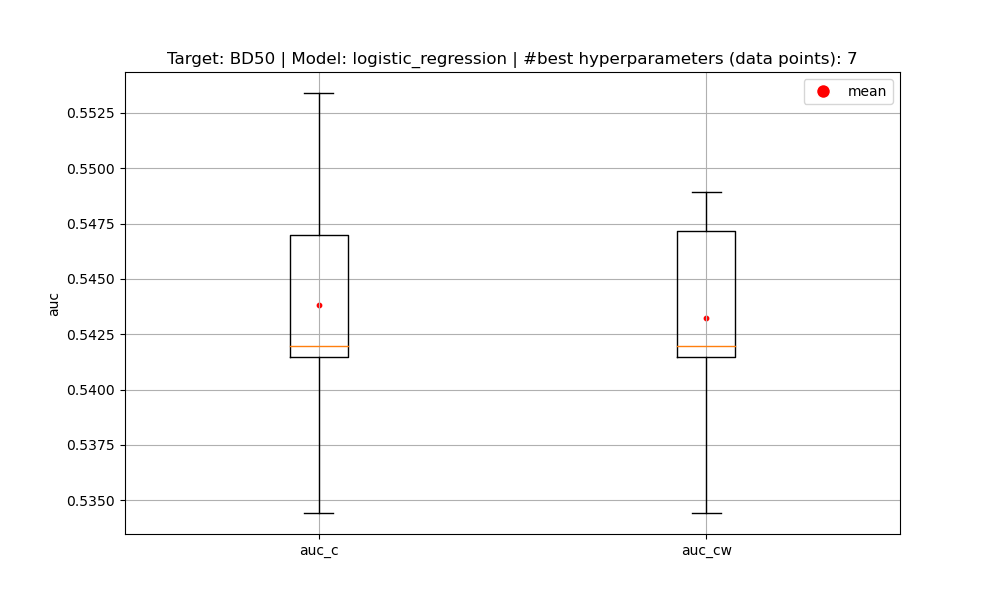 Target: BD50 | Model: logistic_regression | #best hyperparameters (data points): 7
mean
0.5525
0.5500
0.5475
0.5450
0.5425
0.5400
0.5375
0.5350
auc
auc_c
auc_cw